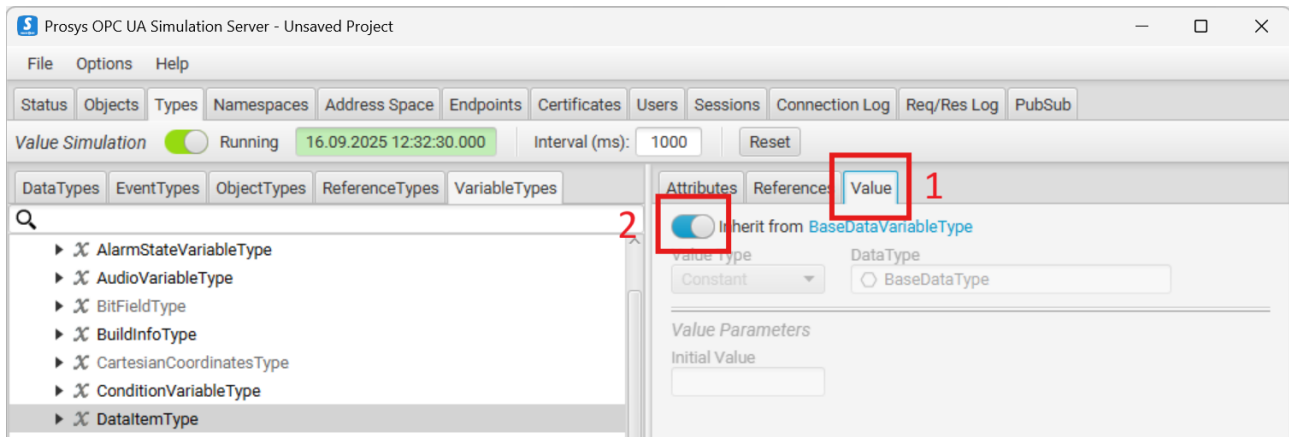 Prosys OPC UA Simulation Server - Unsaved Project
File Options Help
Status Objects Types Namespaces Address Space Endpoints Certificates Users Sessions Connection Log Req/Res Log PubSub
Value Simulation Running 16.09.2025 12:32:30.000 Interval (ms): 1000 Reset
DataTypes EventTypes ObjectTypes ReferenceTypes VariableTypes
AlarmStateVariableType
AudioVariableType
BitFieldType
BuildInfoType
CartesianCoordinatesType
ConditionVariableType
DataItemType
Attributes References Value 1
2 Inherit from BaseDataVariableType
Value Type DataType
Constant BaseDataType
Value Parameters
Initial Value